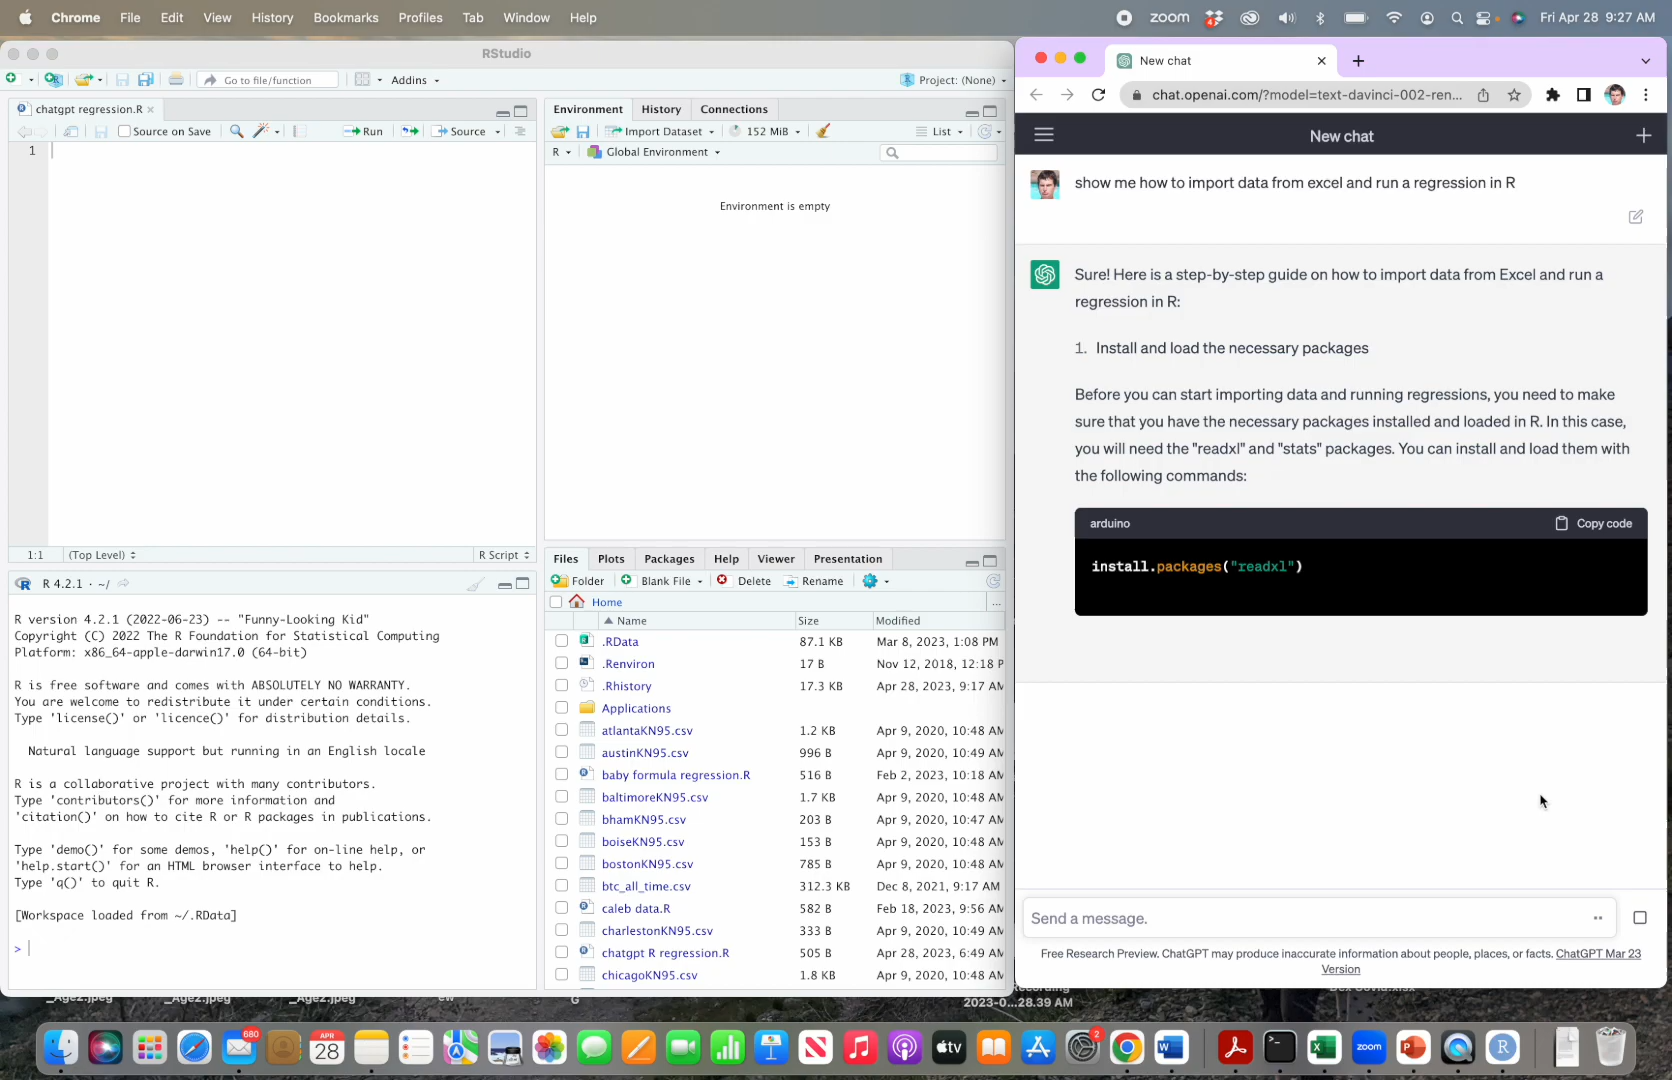 Chrome File Edit View History Bookmarks Profiles Tab Window Help
zoom 4 Fri Apr 28 9:27 AM
RStudio
Go to file/function Addins Project: (None)
chatgpt regression.R
Source on Save Run Source
1
1:1 (Top Level) R Script
R 4.2.1 · ~/
R version 4.2.1 (2022-06-23) -- "Funny-Looking Kid"
Copyright (C) 2022 The R Foundation for Statistical Computing
Platform: x86_64-apple-darwin17.0 (64-bit)
R is free software and comes with ABSOLUTELY NO WARRANTY.
You are welcome to redistribute it under certain conditions.
Type 'license()' or 'licence()' for distribution details.
Natural language support but running in an English locale
R is a collaborative project with many contributors.
Type 'contributors()' for more information and
'citation()' on how to cite R or R packages in publications.
Type 'demo()' for some demos, 'help()' for on-line help, or
'help.start()' for an HTML browser interface to help.
Type 'q()' to quit R.
[Workspace loaded from ~/.RData]
>
Environment History Connections
Import Dataset 152 MiB List
R Global Environment
Environment is empty
Files Plots Packages Help Viewer Presentation
Folder Blank File Delete Rename
Home ...
Name Size Modified
.RData 87.1 KB Mar 8, 2023, 1:08 PM
.Renviron 17 B Nov 12, 2018, 12:18 P
.Rhistory 17.3 KB Apr 28, 2023, 9:17 AM
Applications
atlantaKN95.csv 1.2 KB Apr 9, 2020, 10:48 AM
austinKN95.csv 996 B Apr 9, 2020, 10:49 AM
baby formula regression.R 516 B Feb 2, 2023, 10:18 AM
baltimoreKN95.csv 1.7 KB Apr 9, 2020, 10:48 AM
bhamKN95.csv 203 B Apr 9, 2020, 10:47 AM
boiseKN95.csv 153 B Apr 9, 2020, 10:48 AM
bostonKN95.csv 785 B Apr 9, 2020, 10:48 AM
btc_all_time.csv 312.3 KB Dec 8, 2021, 9:17 AM
caleb data.R 582 B Feb 18, 2023, 9:56 AM
charlestonKN95.csv 333 B Apr 9, 2020, 10:49 AM
chatgpt R regression.R 505 B Apr 28, 2023, 6:49 AM
chicagoKN95.csv 1.8 KB Apr 9, 2020, 10:48 AM
New chat
chat.openai.com/?model=text-davinci-002-ren...
New chat
show me how to import data from excel and run a regression in R
Sure! Here is a step-by-step guide on how to import data from Excel and run a
regression in R:
1. Install and load the necessary packages
Before you can start importing data and running regressions, you need to make
sure that you have the necessary packages installed and loaded in R. In this case,
you will need the "readxl" and "stats" packages. You can install and load them with
the following commands:
arduino Copy code
install.packages("readxl")
Send a message.
Free Research Preview. ChatGPT may produce inaccurate information about people, places, or facts. ChatGPT Mar 23
Version
_Age2.jpeg _Age2.jpeg _Age2.jpeg ew G
2023-0...28.39 AM
680 APR 28 tv 2 zoom